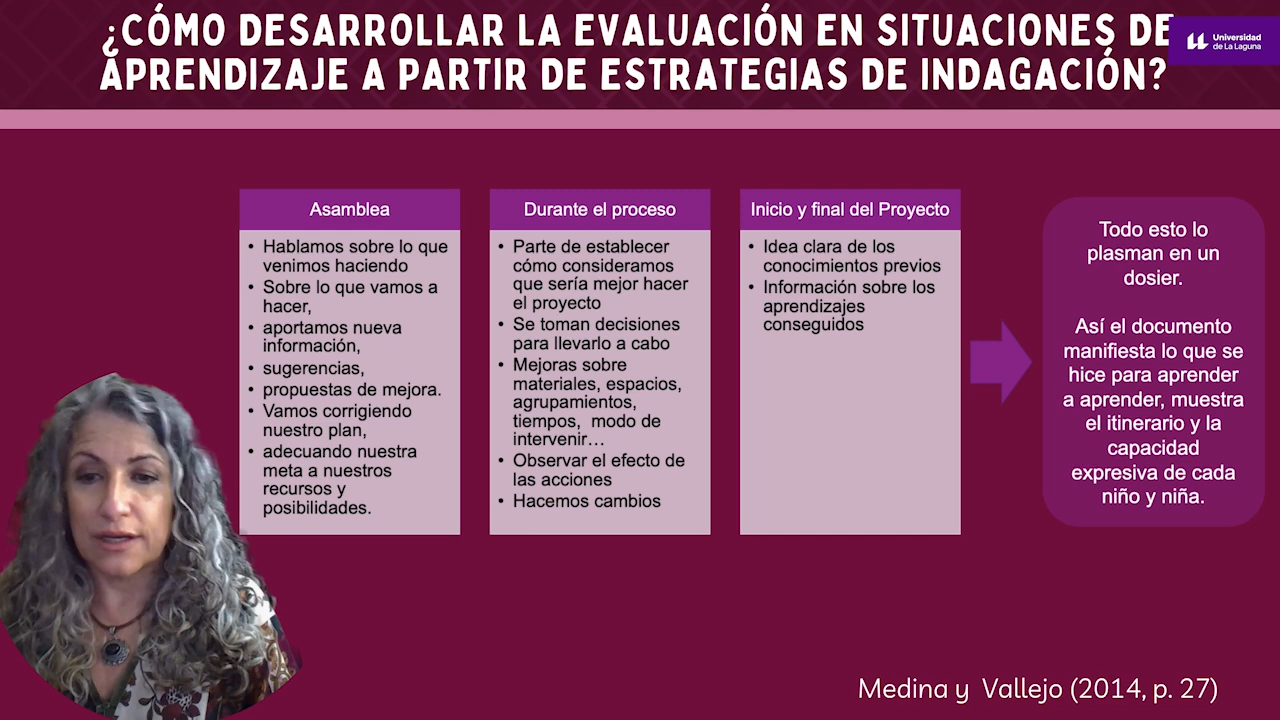 ¿CÓMO DESARROLLAR LA EVALUACIÓN EN SITUACIONES DE
APRENDIZAJE A PARTIR DE ESTRATEGIAS DE INDAGACIÓN?
Universidad
de La Laguna
Asamblea
• Hablamos sobre lo que
venimos haciendo
• Sobre lo que vamos a
hacer,
• aportamos nueva
información,
• sugerencias,
• propuestas de mejora.
• Vamos corrigiendo
nuestro plan,
• adecuando nuestra
meta a nuestros
recursos y
posibilidades.
Durante el proceso
• Parte de establecer
cómo consideramos
que sería mejor hacer
el proyecto
• Se toman decisiones
para llevarlo a cabo
• Mejoras sobre
materiales, espacios,
agrupamientos,
tiempos, modo de
intervenir…
• Observar el efecto de
las acciones
• Hacemos cambios
Inicio y final del Proyecto
• Idea clara de los
conocimientos previos
• Información sobre los
aprendizajes
conseguidos
Todo esto lo
plasman en un
dosier.
Así el documento
manifiesta lo que se
hice para aprender
a aprender, muestra
el itinerario y la
capacidad
expresiva de cada
niño y niña.
Medina y Vallejo (2014, p. 27)